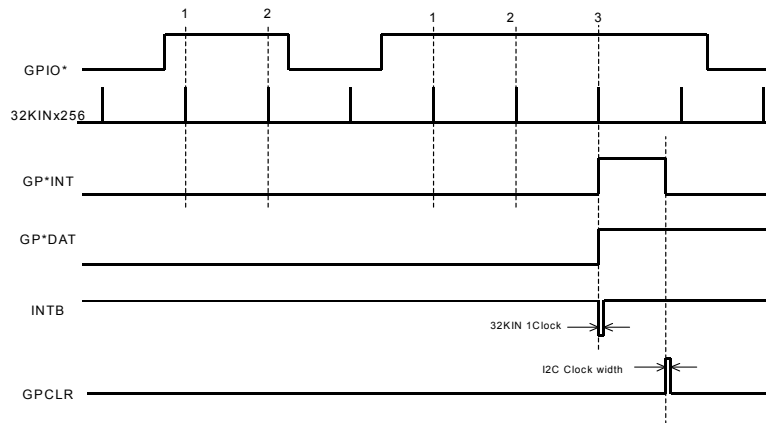 1 2 1 2 3
GPIO*
32KINx256
GP*INT
GP*DAT
INTB
32KIN 1Clock
I2C Clock width
GPCLR